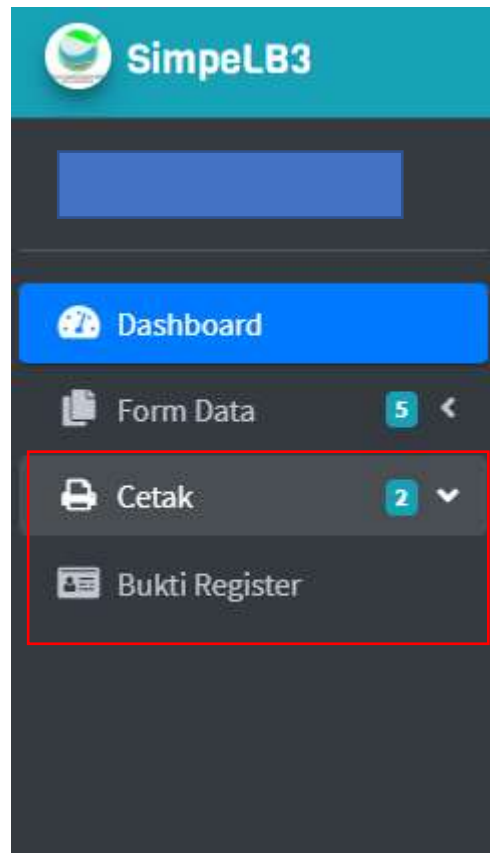 SimpeLB3
Dashboard
Form Data 5
Cetak 2
Bukti Register